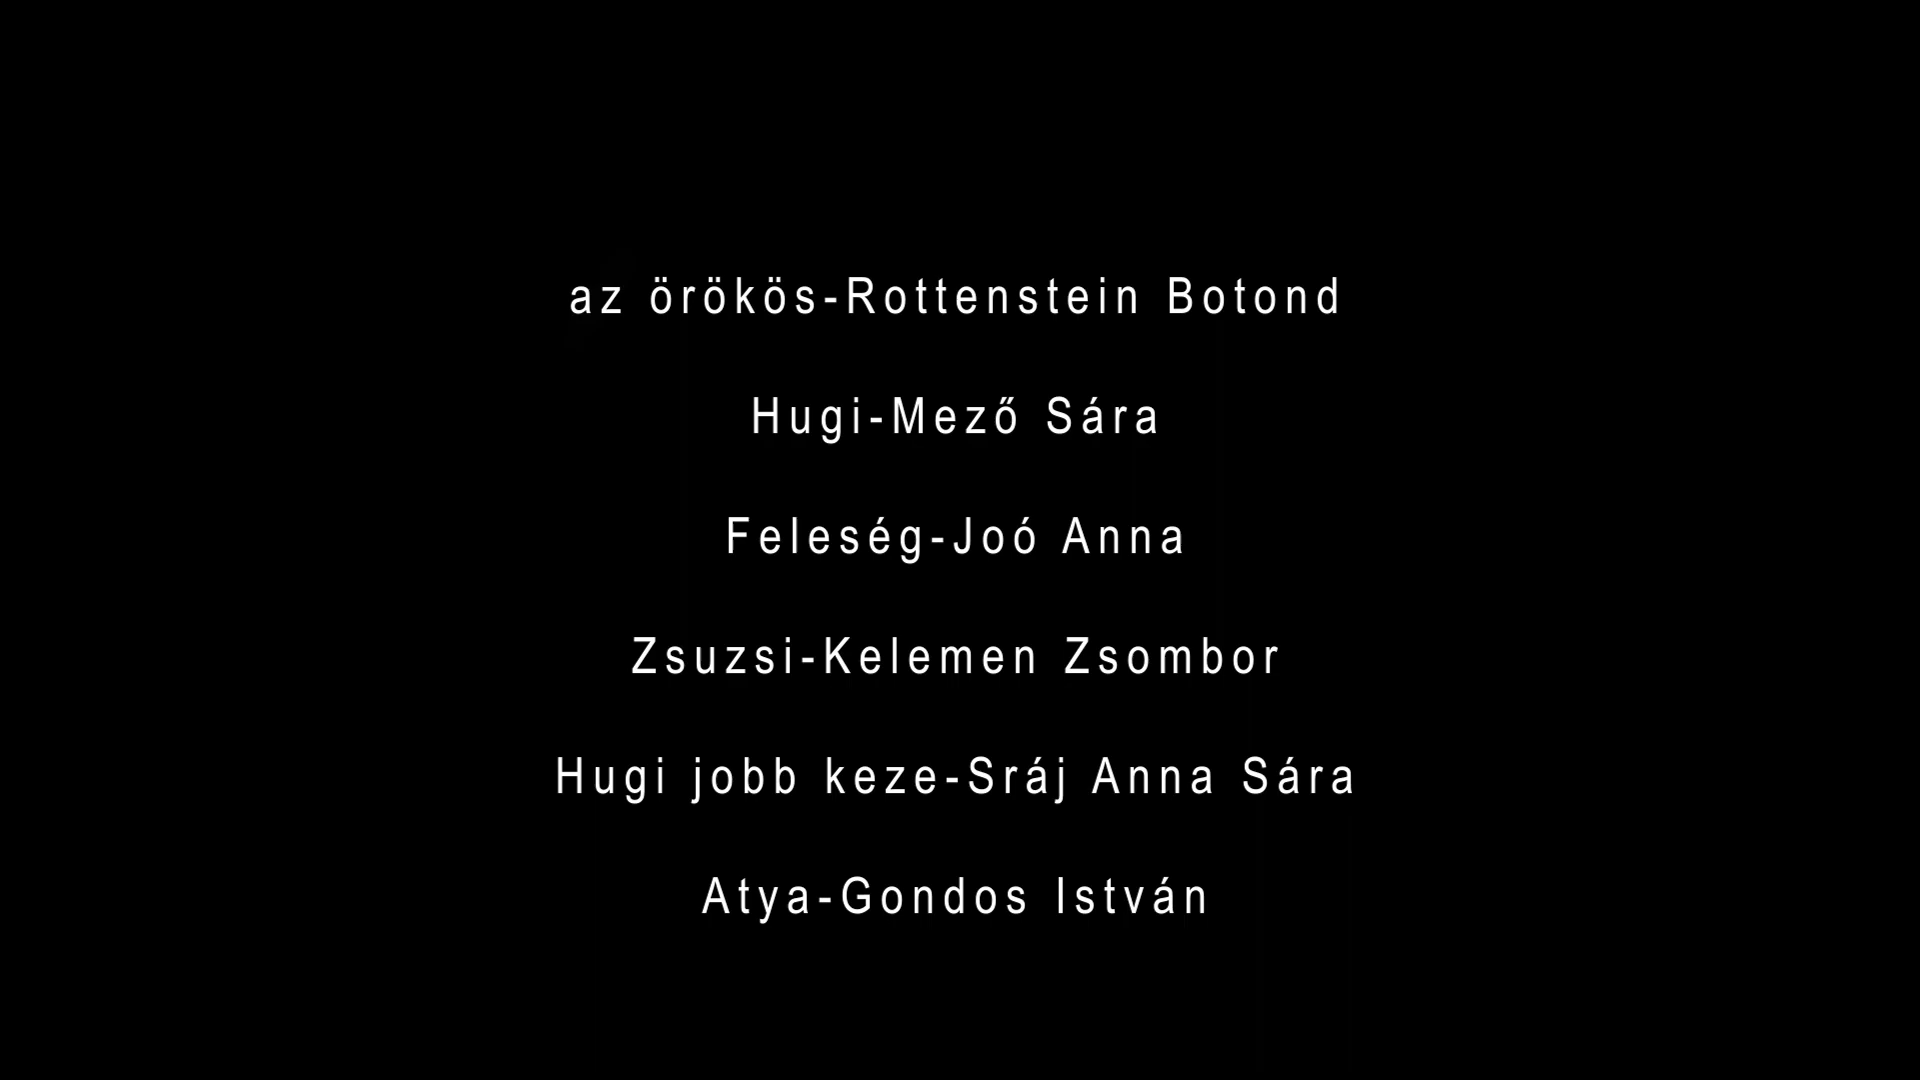 az örökös-Rottenstein Botond
Hugi-Mező Sára
Feleség-Joó Anna
Zsuzsi-Kelemen Zsombor
Hugi jobb keze-Sráj Anna Sára
Atya-Gondos István